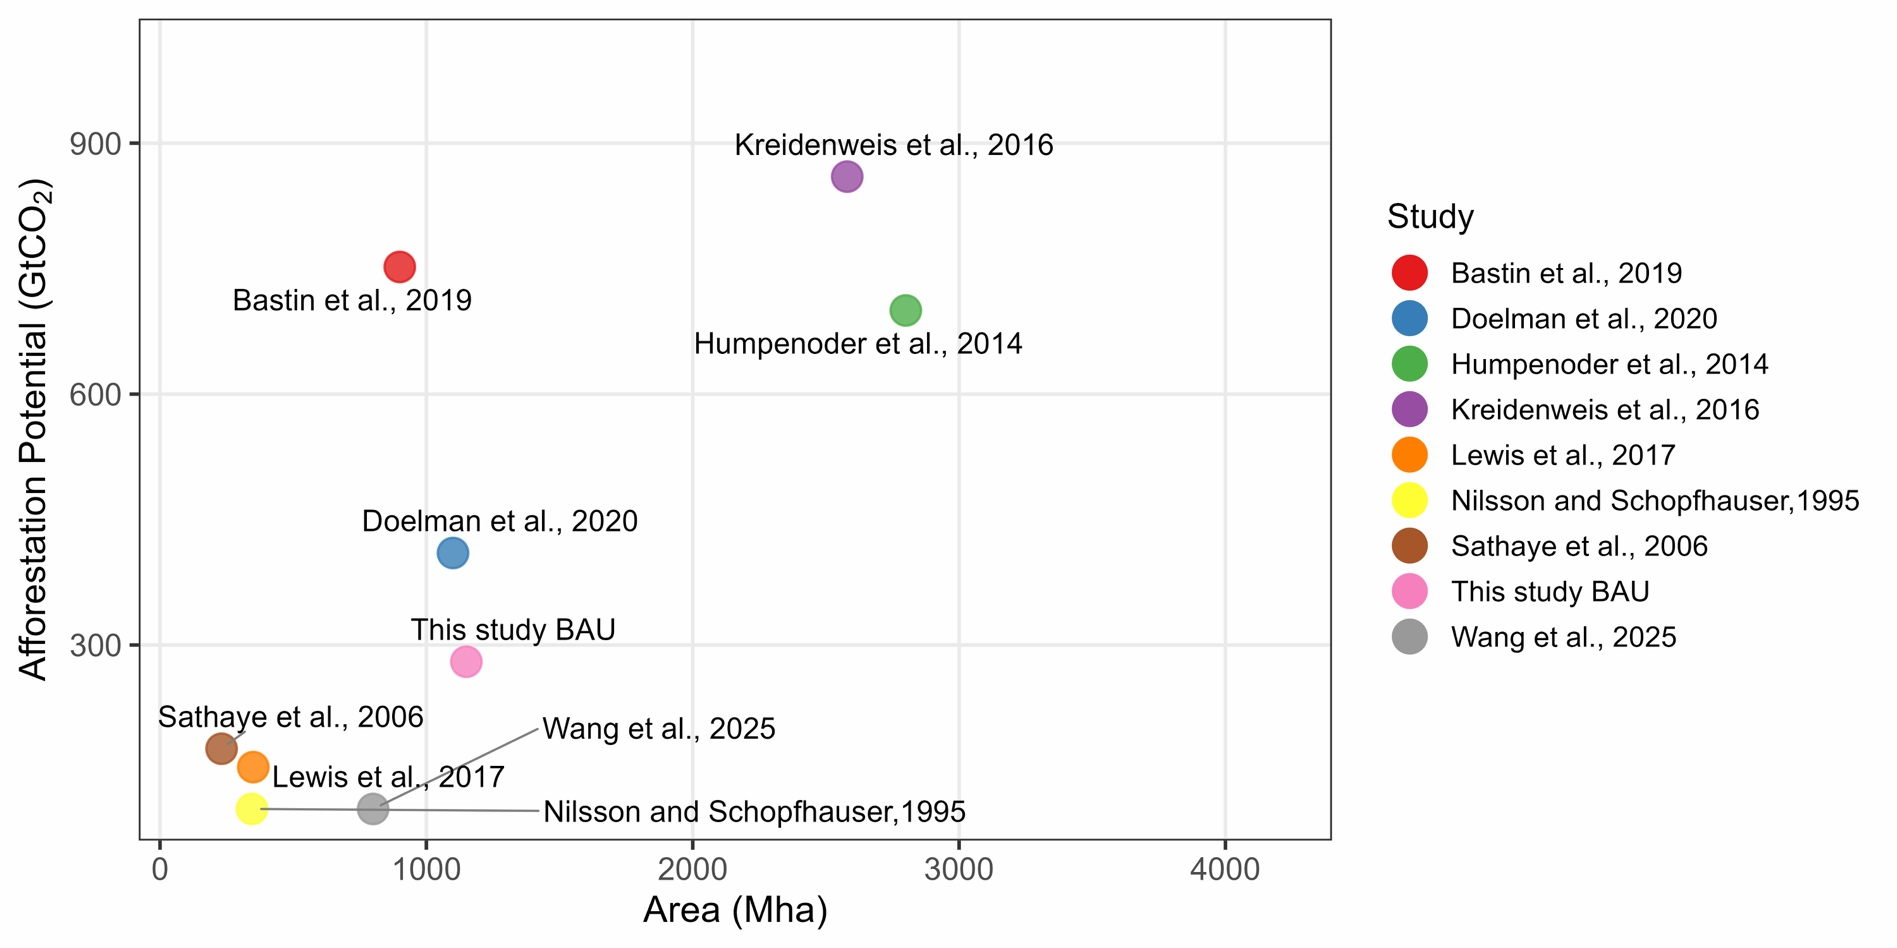 900
600
300
0
1000
2000
3000
4000
Afforestation Potential (GtCO₂)
Area (Mha)
Kreidenweis et al., 2016
Bastin et al., 2019
Humpenoder et al., 2014
Doelman et al., 2020
This study BAU
Sathaye et al., 2006
Wang et al., 2025
Lewis et al., 2017
Nilsson and Schopfhauser,1995
Study
Bastin et al., 2019
Doelman et al., 2020
Humpenoder et al., 2014
Kreidenweis et al., 2016
Lewis et al., 2017
Nilsson and Schopfhauser,1995
Sathaye et al., 2006
This study BAU
Wang et al., 2025